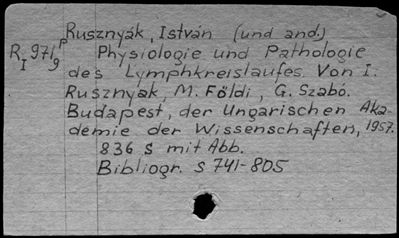 Rusznyák, István (und and.)
R I 971 p 9 Physiologie und Pathologie
des Lymphkreislaufes. Von I.
Rusznyák, M. Földi, G. Szabó.
Budapest, der Ungarischen Aka-
demie der Wissenschaften, 1957.
836 S mit Abb.
Bibliogr. S 741-805